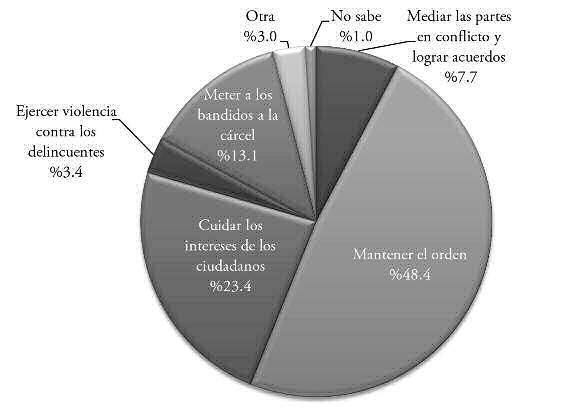 Otra
%3.0
No sabe
%1.0
Mediar las partes
en conflicto y
lograr acuerdos
%7.7
Mantener el orden
%48.4
Cuidar los
intereses de los
ciudadanos
%23.4
Ejercer violencia
contra los
delincuentes
%3.4
Meter a los
bandidos a la
cárcel
%13.1